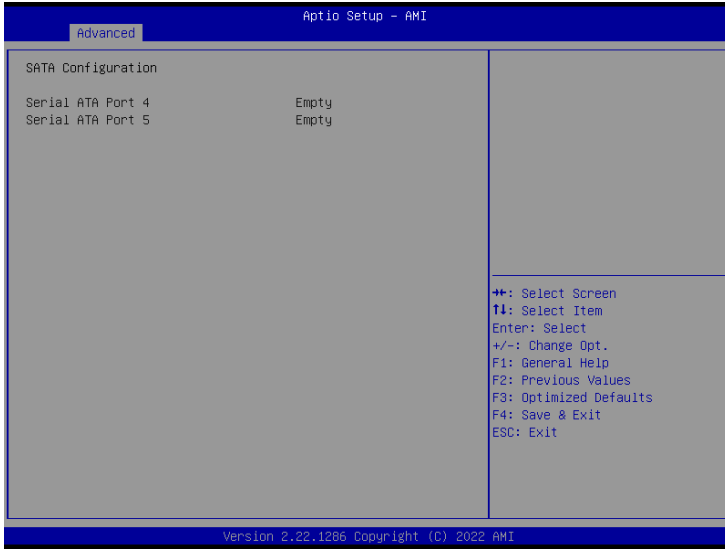 Aptio Setup – AMI
Advanced
SATA Configuration
Serial ATA Port 4 Empty
Serial ATA Port 5 Empty
→←: Select Screen
↑↓: Select Item
Enter: Select
+/-: Change Opt.
F1: General Help
F2: Previous Values
F3: Optimized Defaults
F4: Save & Exit
ESC: Exit
Version 2.22.1286 Copyright (C) 2022 AMI